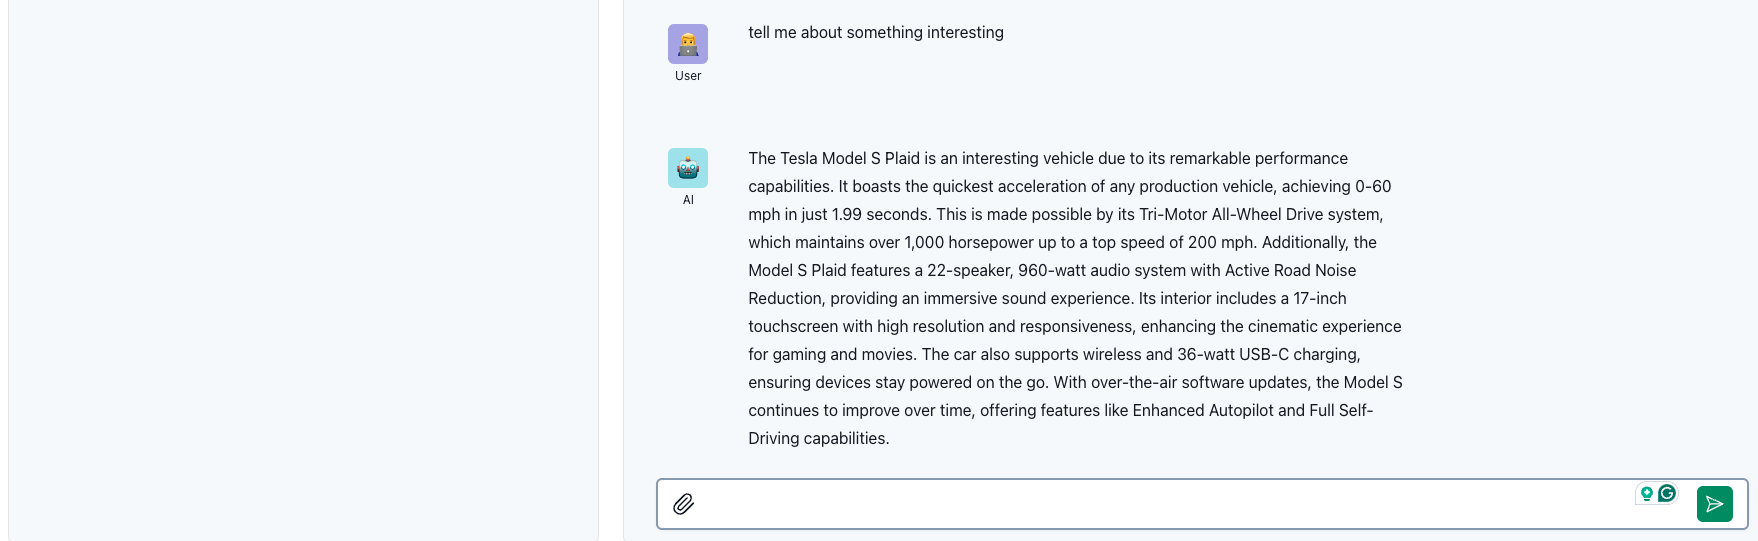 tell me about something interesting
User
The Tesla Model S Plaid is an interesting vehicle due to its remarkable performance
capabilities. It boasts the quickest acceleration of any production vehicle, achieving 0-60
mph in just 1.99 seconds. This is made possible by its Tri-Motor All-Wheel Drive system,
which maintains over 1,000 horsepower up to a top speed of 200 mph. Additionally, the
Model S Plaid features a 22-speaker, 960-watt audio system with Active Road Noise
Reduction, providing an immersive sound experience. Its interior includes a 17-inch
touchscreen with high resolution and responsiveness, enhancing the cinematic experience
for gaming and movies. The car also supports wireless and 36-watt USB-C charging,
ensuring devices stay powered on the go. With over-the-air software updates, the Model S
continues to improve over time, offering features like Enhanced Autopilot and Full Self-
Driving capabilities.
AI